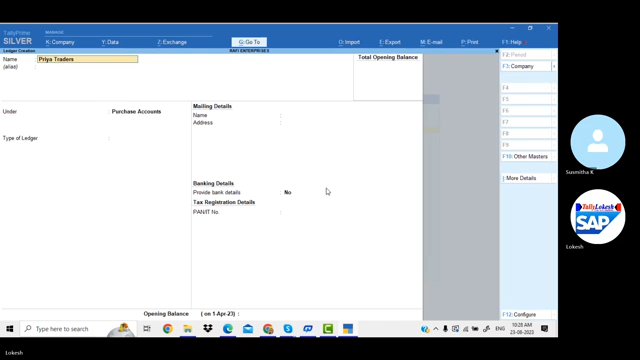 TallyPrime
MANAGE
SILVER
K: Company
Y: Data
Z: Exchange
G: Go To
O: Import
E: Export
M: E-mail
P: Print
F1: Help
Ledger Creation
RAFI ENTERPRISES
Name : Priya Traders
(alias) :
Total Opening Balance
Under : Purchase Accounts
Type of Ledger :
Mailing Details
Name :
Address :
Banking Details
Provide bank details : No
Tax Registration Details
PAN/IT No. :
Opening Balance ( on 1-Apr-23) :
F2: Period
F3: Company
F4
F5
F6
F7
F8
F9
F10: Other Masters
I: More Details
F12: Configure
Susmitha K
TallyLokesh
SAP
Lokesh
Type here to search
ENG
10:28 AM
23-08-2023
Lokesh